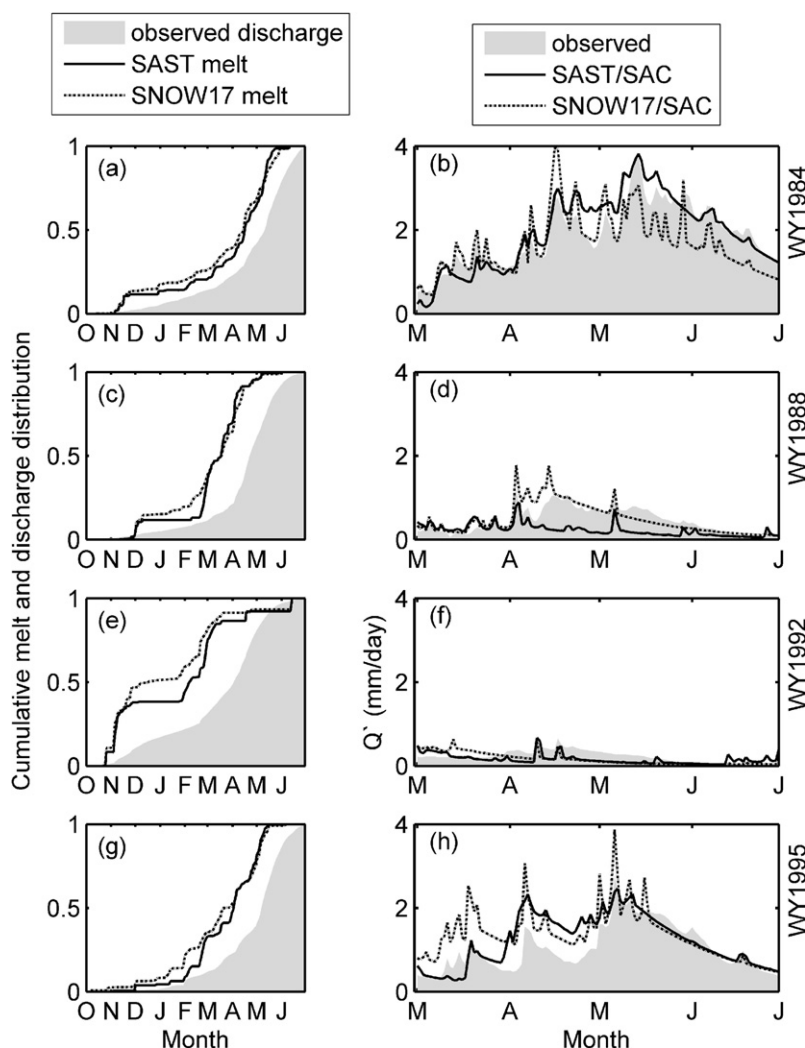 observed discharge
SAST melt
SNOW17 melt
observed
SAST/SAC
SNOW17/SAC
Cumulative melt and discharge distribution
1
0.5
0
(a)
O N D J F M A M J
4
2
0
(b)
M A M J J
WY1984
1
0.5
0
(c)
O N D J F M A M J
4
2
0
(d)
M A M J J
WY1988
1
0.5
0
(e)
O N D J F M A M J
Q` (mm/day)
4
2
0
(f)
M A M J J
WY1992
1
0.5
0
(g)
O N D J F M A M J
Month
4
2
0
(h)
M A M J J
Month
WY1995